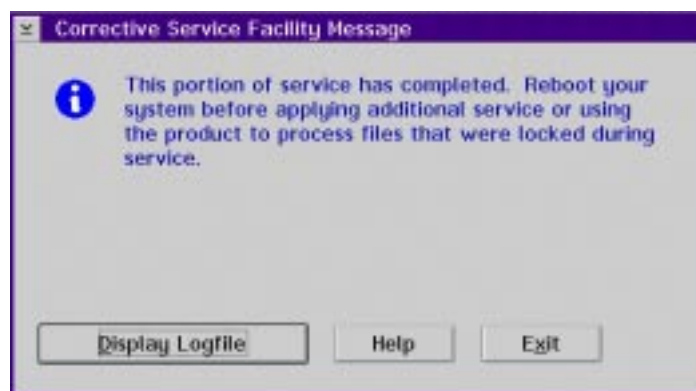 Corrective Service Facility Message
This portion of service has completed. Reboot your
system before applying additional service or using
the product to process files that were locked during
service.
Display Logfile Help Exit